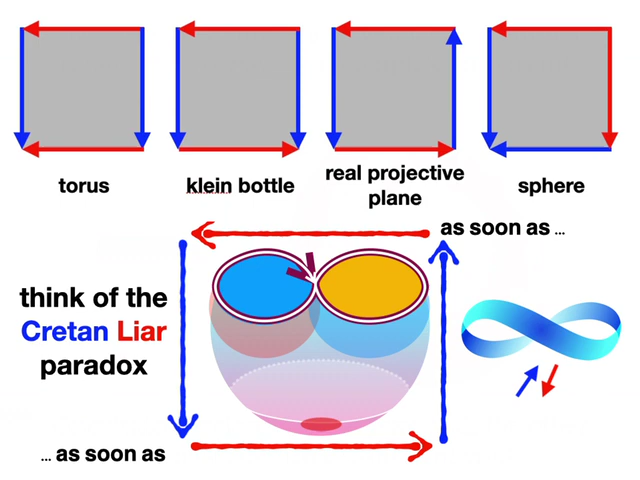 torus
klein bottle
real projective
plane
sphere
as soon as ...
think of the
Cretan Liar
paradox
... as soon as